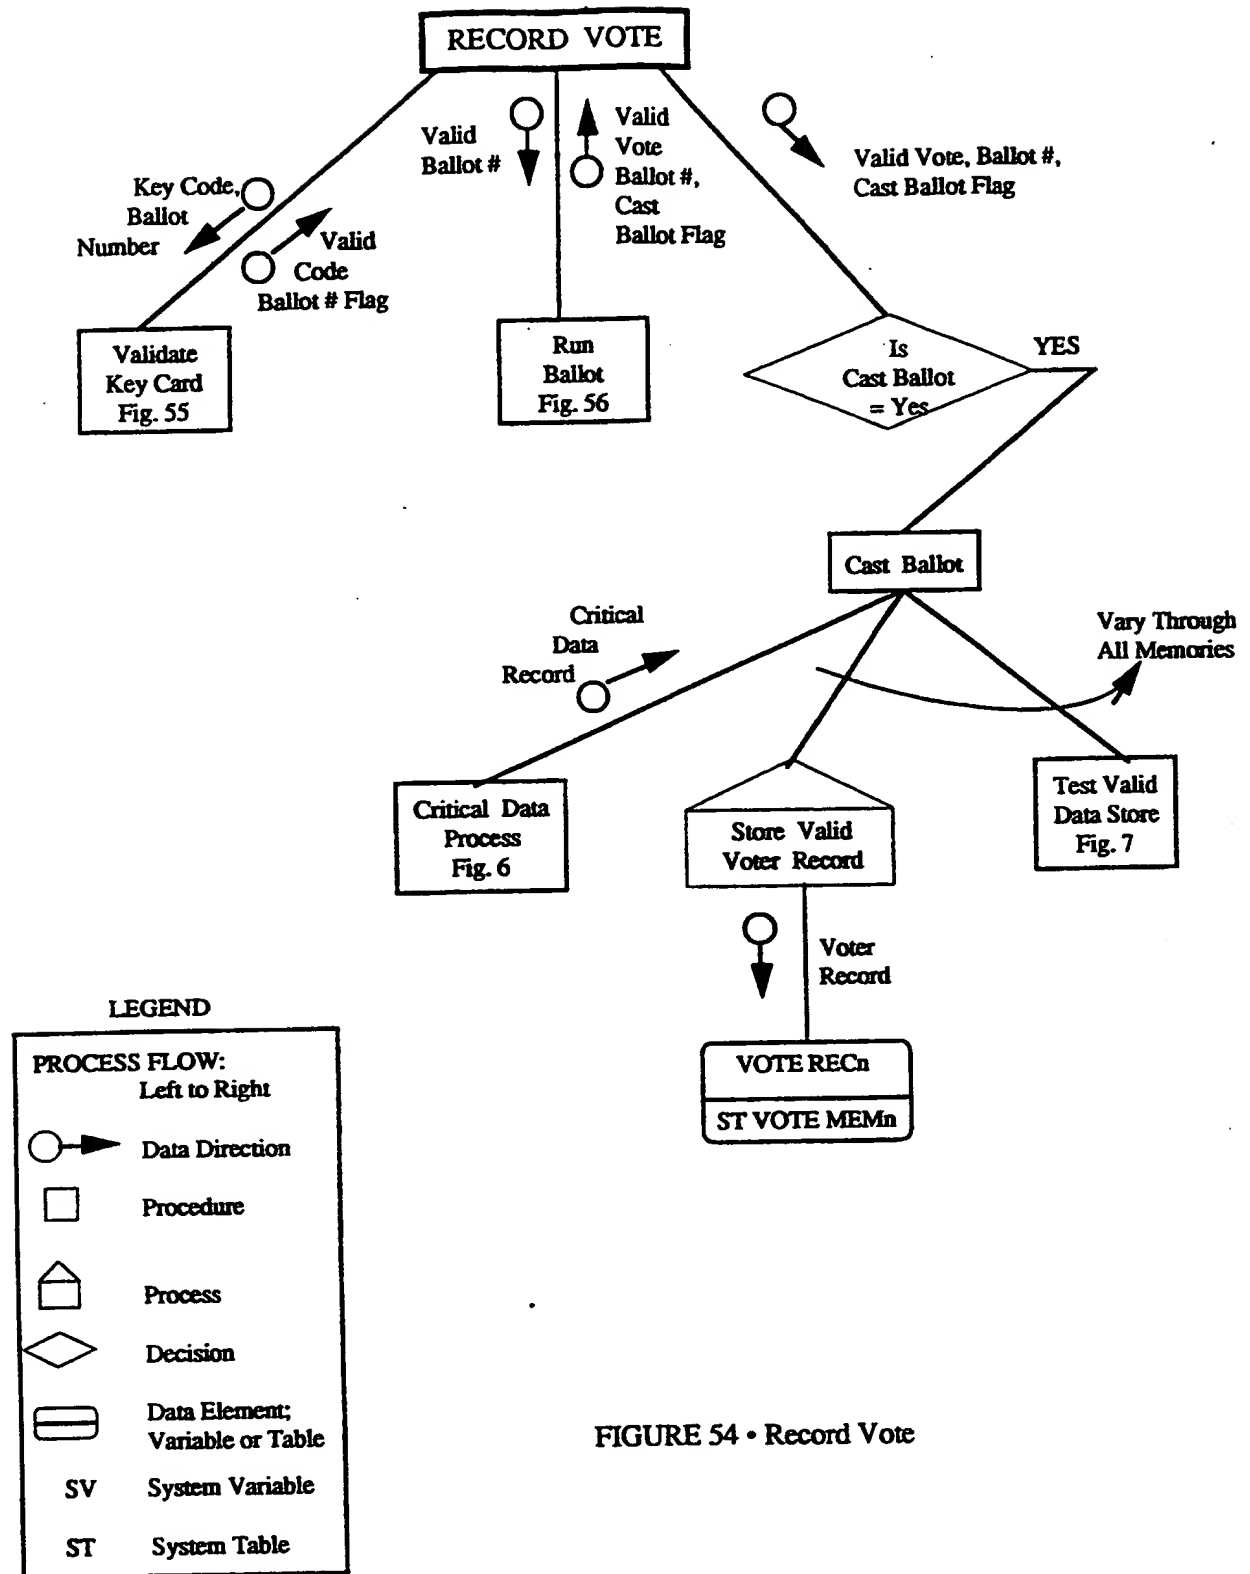 RECORD VOTE
Valid
Ballot #
Valid
Vote
Ballot #,
Cast
Ballot Flag
Valid Vote, Ballot #,
Cast Ballot Flag
Key Code,
Ballot
Number
Valid
Code
Ballot # Flag
Validate
Key Card
Fig. 55
Run
Ballot
Fig. 56
Is
Cast Ballot
= Yes
YES
Cast Ballot
Critical
Data
Record
Vary Through
All Memories
Critical Data
Process
Fig. 6
Store Valid
Voter Record
Test Valid
Data Store
Fig. 7
Voter
Record
VOTE RECn
ST VOTE MEMn
LEGEND
PROCESS FLOW:
Left to Right
Data Direction
Procedure
Process
Decision
Data Element;
Variable or Table
SV System Variable
ST System Table
FIGURE 54 • Record Vote